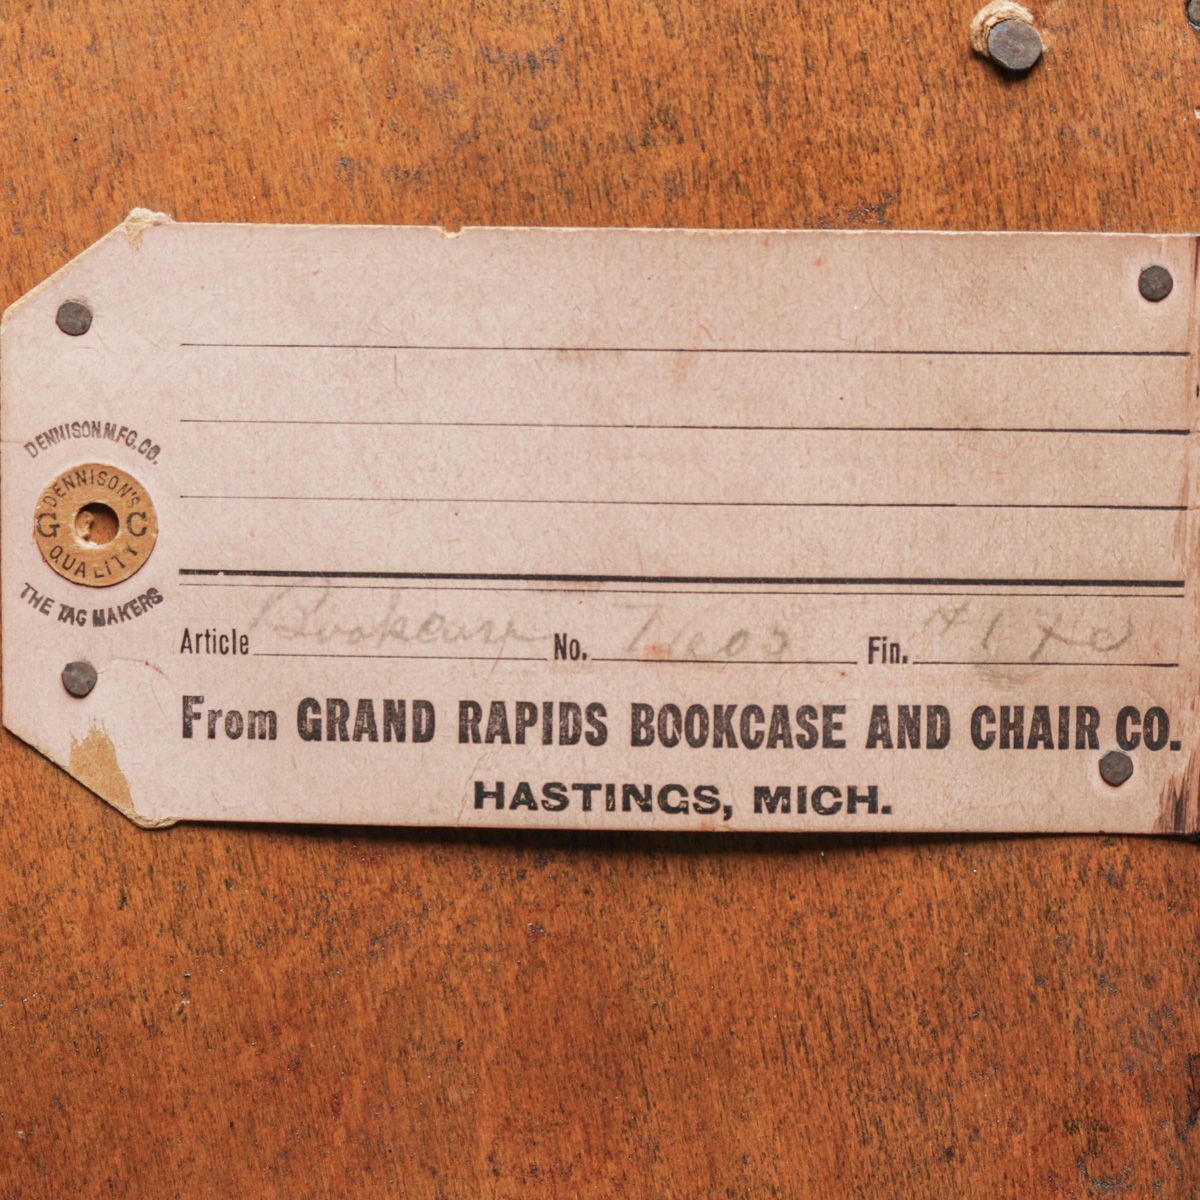 DENNISON.MFG.CO.
DENNISON'S
G C
QUALITY
THE TAG MAKERS
Article Bookcase No. Fin.
From GRAND RAPIDS BOOKCASE AND CHAIR CO.
HASTINGS, MICH.